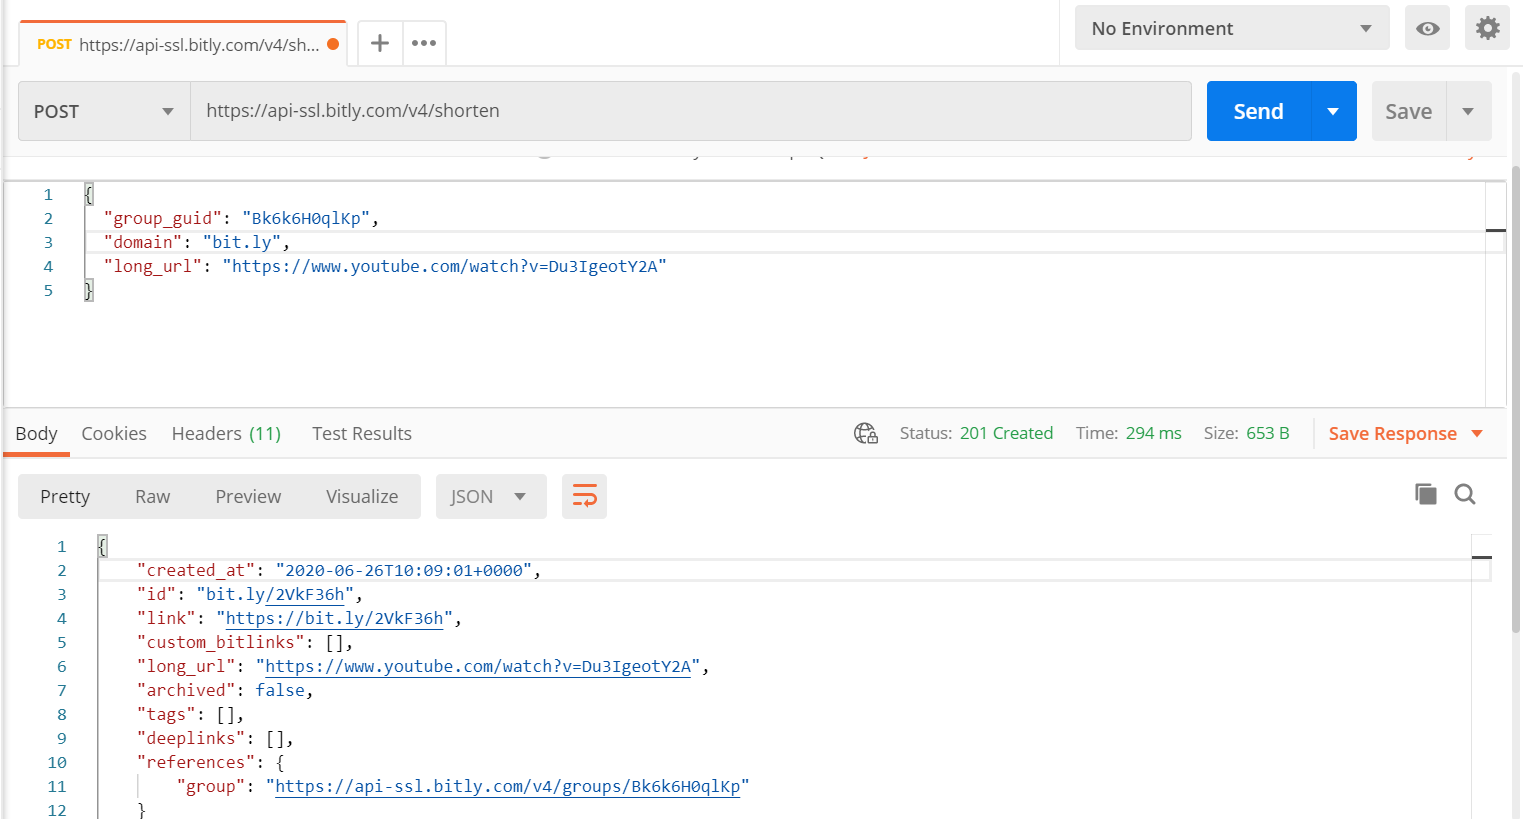 POST https://api-ssl.bitly.com/v4/sh...
No Environment
POST https://api-ssl.bitly.com/v4/shorten Send Save
1 {
2 "group_guid": "Bk6k6H0qlKp",
3 "domain": "bit.ly",
4 "long_url": "https://www.youtube.com/watch?v=Du3IgeotY2A"
5 }
Body Cookies Headers (11) Test Results Status: 201 Created Time: 294 ms Size: 653 B Save Response
Pretty Raw Preview Visualize JSON
1 {
2 "created_at": "2020-06-26T10:09:01+0000",
3 "id": "bit.ly/2VkF36h",
4 "link": "https://bit.ly/2VkF36h",
5 "custom_bitlinks": [],
6 "long_url": "https://www.youtube.com/watch?v=Du3IgeotY2A",
7 "archived": false,
8 "tags": [],
9 "deeplinks": [],
10 "references": {
11 "group": "https://api-ssl.bitly.com/v4/groups/Bk6k6H0qlKp"
12 }